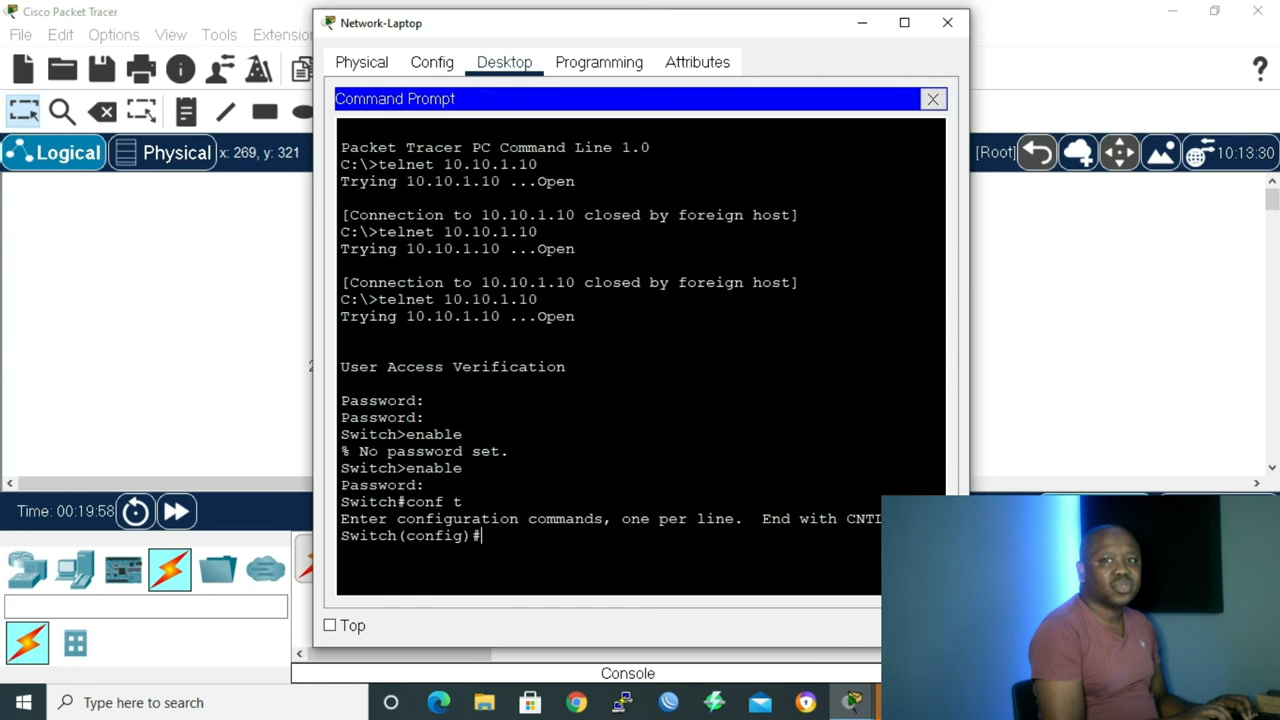 Cisco Packet Tracer
Network-Laptop
File Edit Options View Tools Extension
Physical Config Desktop Programming Attributes
Command Prompt
Logical Physical x: 269, y: 321
[Root] 10:13:30
Packet Tracer PC Command Line 1.0
C:\>telnet 10.10.1.10
Trying 10.10.1.10 ...Open
[Connection to 10.10.1.10 closed by foreign host]
C:\>telnet 10.10.1.10
Trying 10.10.1.10 ...Open
[Connection to 10.10.1.10 closed by foreign host]
C:\>telnet 10.10.1.10
Trying 10.10.1.10 ...Open
User Access Verification
Password:
Password:
Switch>enable
% No password set.
Switch>enable
Password:
Switch#conf t
Enter configuration commands, one per line. End with CNTL
Switch(config)#
Time: 00:19:58
Top
Console
Type here to search